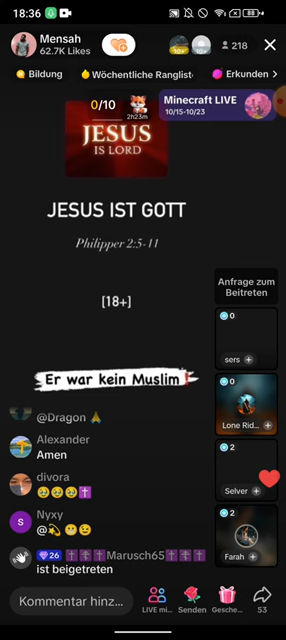 18:36
Mensah
62.7K Likes
218
Bildung
Wöchentliche Ranglist
Erkunden
0/10
2h23m
Minecraft LIVE
10/15-10/23
JESUS
IS LORD
JESUS IST GOTT
Philipper 2:5-11
[18+]
Anfrage zum
Beitreten
0
sers
Er war kein Muslim !
0
Lone Rid...
@Dragon 🙏
Alexander
Amen
divora
🥹🥹🥹✝️
2
Selver
Nyxy
@💫 😬😉
2
Farah
26 ✝️✝️✝️Marusch65✝️✝️✝️
ist beigetreten
Kommentar hinz...
LIVE mi...
Senden
Gesche...
53